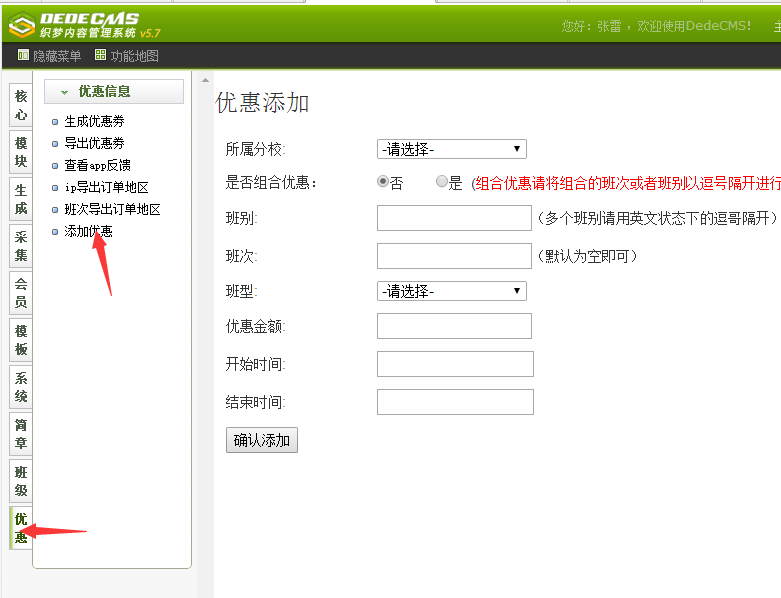 DEDECMS
织梦内容管理系统 v5.7
您好：张雷 ，欢迎使用DedeCMS!
隐藏菜单 功能地图
核心
模块
生成
采集
会员
模板
系统
简章
班级
优惠
优惠信息
生成优惠券
导出优惠券
查看app反馈
ip导出订单地区
班次导出订单地区
添加优惠
优惠添加
所属分校: -请选择-
是否组合优惠： 否 是 (组合优惠请将组合的班次或者班别以逗号隔开进行
班别: （多个班别请用英文状态下的逗哥隔开）
班次: （默认为空即可）
班型: -请选择-
优惠金额:
开始时间:
结束时间:
确认添加